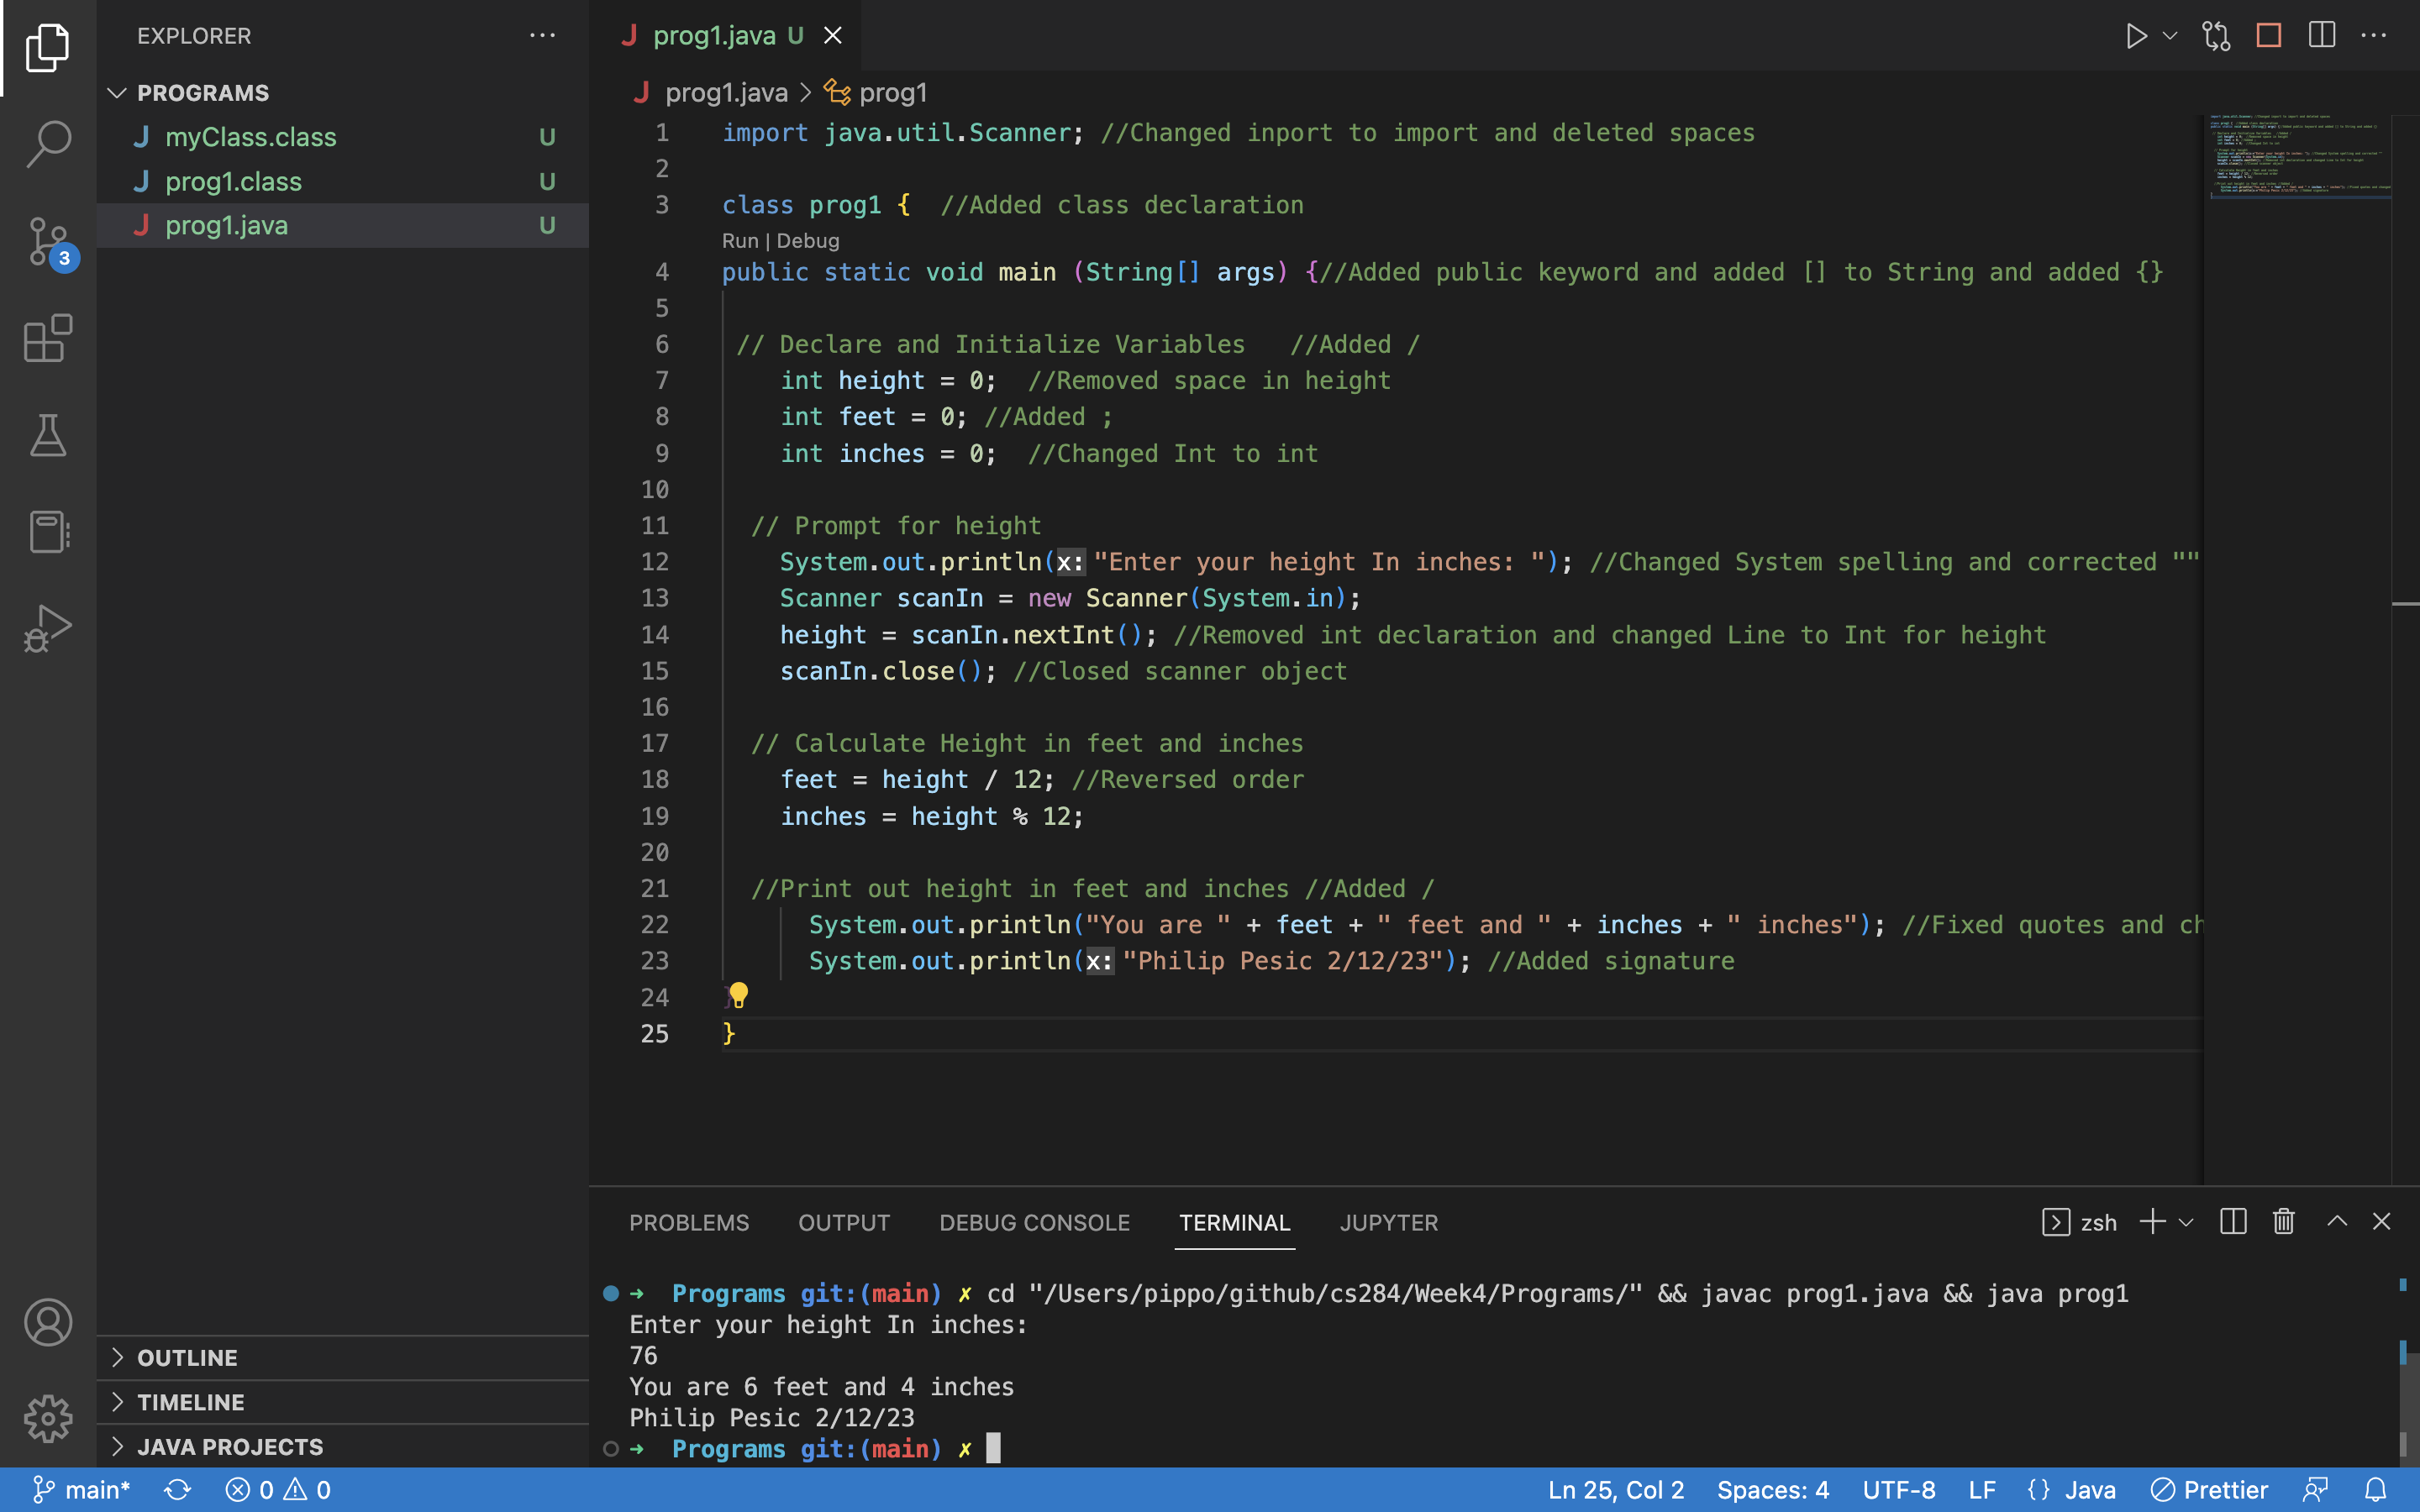 EXPLORER
PROGRAMS
J myClass.class U
J prog1.class U
J prog1.java U
3
OUTLINE
TIMELINE
JAVA PROJECTS
J prog1.java U
J prog1.java > prog1
1 import java.util.Scanner; //Changed inport to import and deleted spaces
2
3 class prog1 {  //Added class declaration
Run | Debug
4 public static void main (String[] args) {//Added public keyword and added [] to String and added {}
5
6 // Declare and Initialize Variables   //Added /
7 int height = 0;  //Removed space in height
8 int feet = 0; //Added ;
9 int inches = 0;  //Changed Int to int
10
11 // Prompt for height
12 System.out.println(x: "Enter your height In inches: "); //Changed System spelling and corrected ""
13 Scanner scanIn = new Scanner(System.in);
14 height = scanIn.nextInt(); //Removed int declaration and changed Line to Int for height
15 scanIn.close(); //Closed scanner object
16
17 // Calculate Height in feet and inches
18 feet = height / 12; //Reversed order
19 inches = height % 12;
20
21 //Print out height in feet and inches //Added /
22 System.out.println("You are " + feet + " feet and " + inches + " inches"); //Fixed quotes and ch
23 System.out.println(x: "Philip Pesic 2/12/23"); //Added signature
24 }
25 }
PROBLEMS OUTPUT DEBUG CONSOLE TERMINAL JUPYTER
zsh
→ Programs git:(main) ✗ cd "/Users/pippo/github/cs284/Week4/Programs/" && javac prog1.java && java prog1
Enter your height In inches:
76
You are 6 feet and 4 inches
Philip Pesic 2/12/23
→ Programs git:(main) ✗
main* 0 0 Ln 25, Col 2 Spaces: 4 UTF-8 LF {} Java Prettier